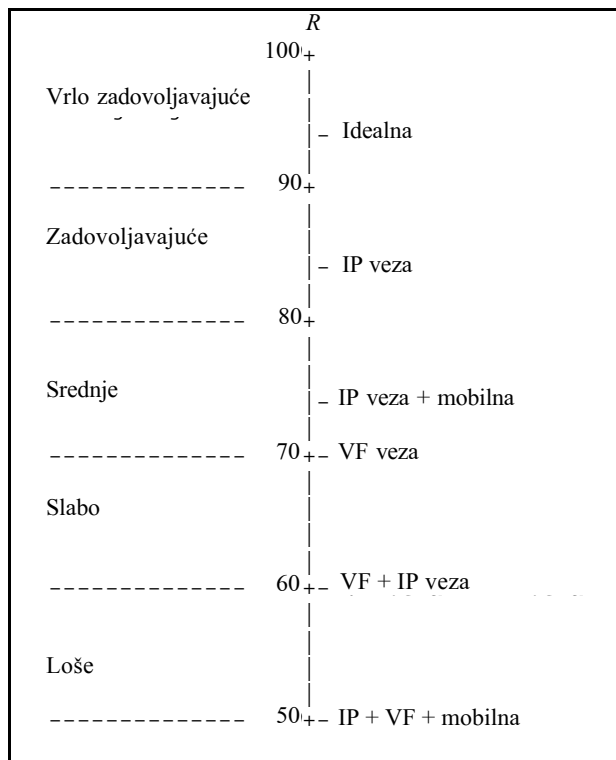 R
100
Vrlo zadovoljavajuće
Idealna
90
Zadovoljavajuće
IP veza
80
Srednje
IP veza + mobilna
70
VF veza
Slabo
60
VF + IP veza
Loše
50
IP + VF + mobilna